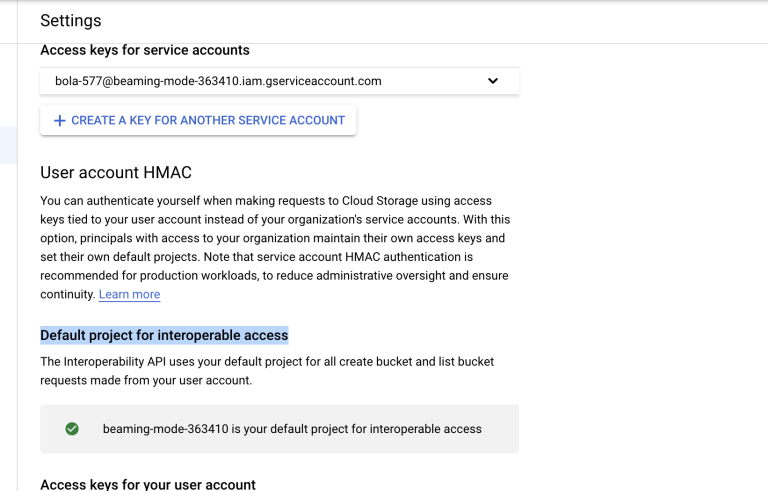 Settings
Access keys for service accounts
bola-577@beaming-mode-363410.iam.gserviceaccount.com
+ CREATE A KEY FOR ANOTHER SERVICE ACCOUNT
User account HMAC
You can authenticate yourself when making requests to Cloud Storage using access
keys tied to your user account instead of your organization's service accounts. With this
option, principals with access to your organization maintain their own access keys and
set their own default projects. Note that service account HMAC authentication is
recommended for production workloads, to reduce administrative oversight and ensure
continuity. Learn more
Default project for interoperable access
The Interoperability API uses your default project for all create bucket and list bucket
requests made from your user account.
beaming-mode-363410 is your default project for interoperable access
Access keys for your user account